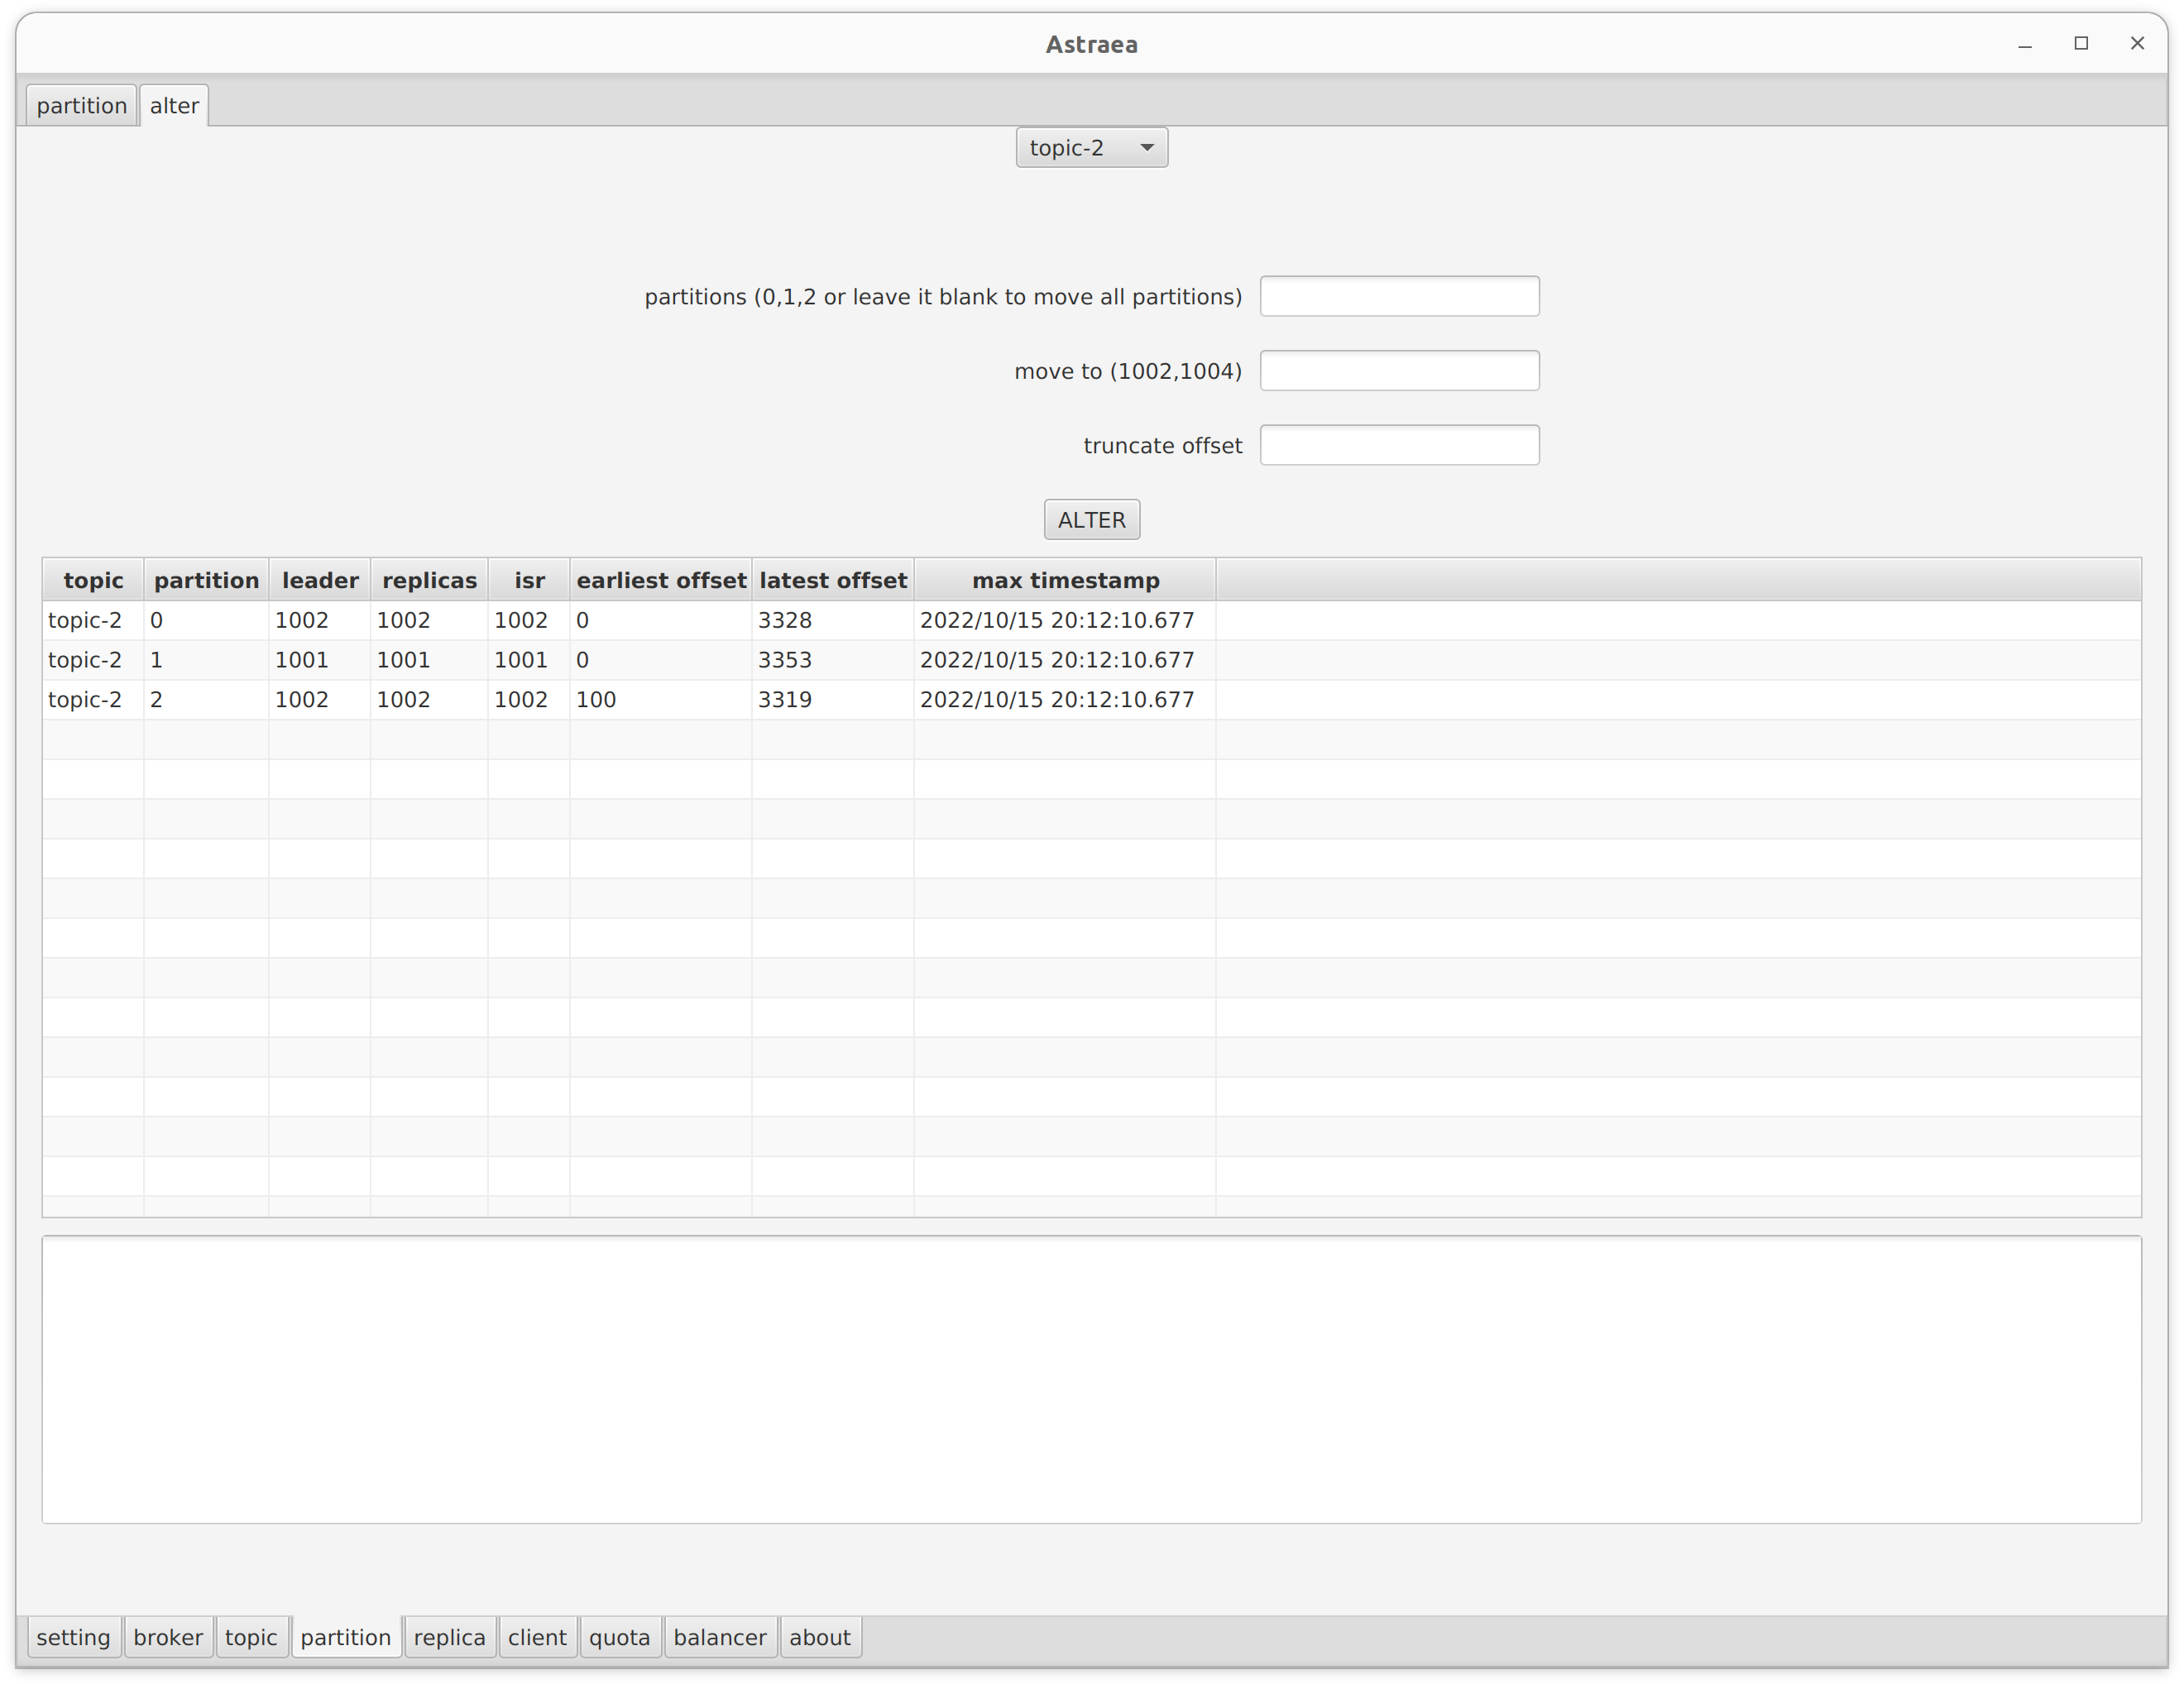 Astraea
partition alter
topic-2
partitions (0,1,2 or leave it blank to move all partitions)
move to (1002,1004)
truncate offset
ALTER
topic partition leader replicas isr earliest offset latest offset max timestamp
topic-2 0 1002 1002 1002 0 3328 2022/10/15 20:12:10.677
topic-2 1 1001 1001 1001 0 3353 2022/10/15 20:12:10.677
topic-2 2 1002 1002 1002 100 3319 2022/10/15 20:12:10.677
setting broker topic partition replica client quota balancer about